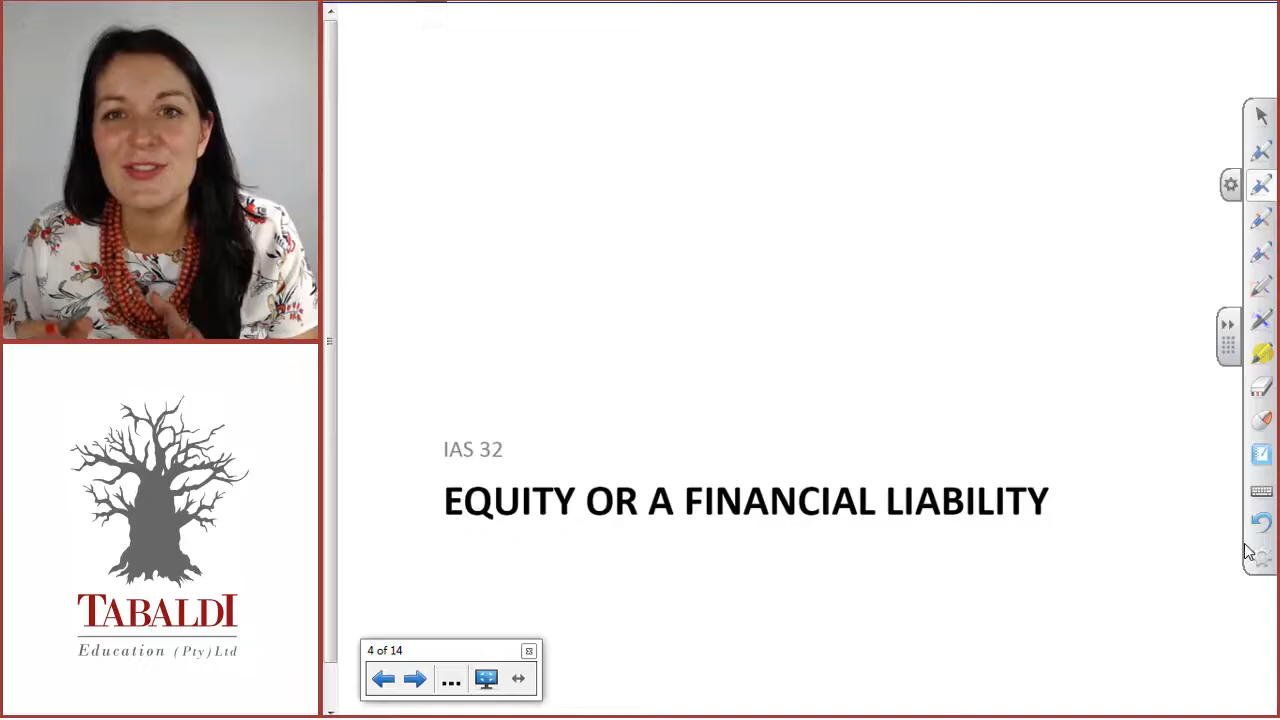 IAS 32
EQUITY OR A FINANCIAL LIABILITY
TABALDI
Education (Pty) Ltd
4 of 14
...